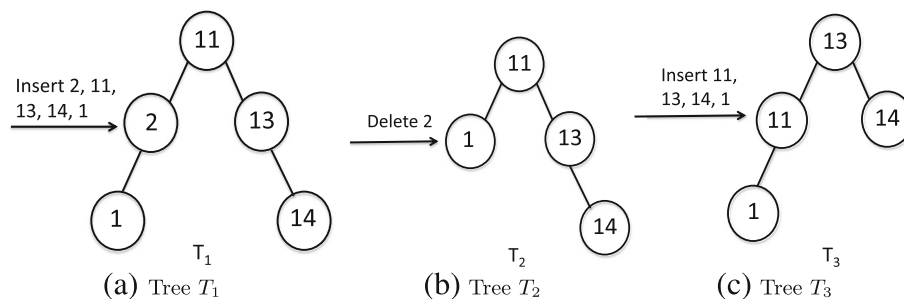 11
Insert 2, 11,
13, 14, 1
2
13
1
14
T1
(a) Tree T1
11
Delete 2
1
13
14
T2
(b) Tree T2
13
Insert 11,
13, 14, 1
11
14
1
T3
(c) Tree T3